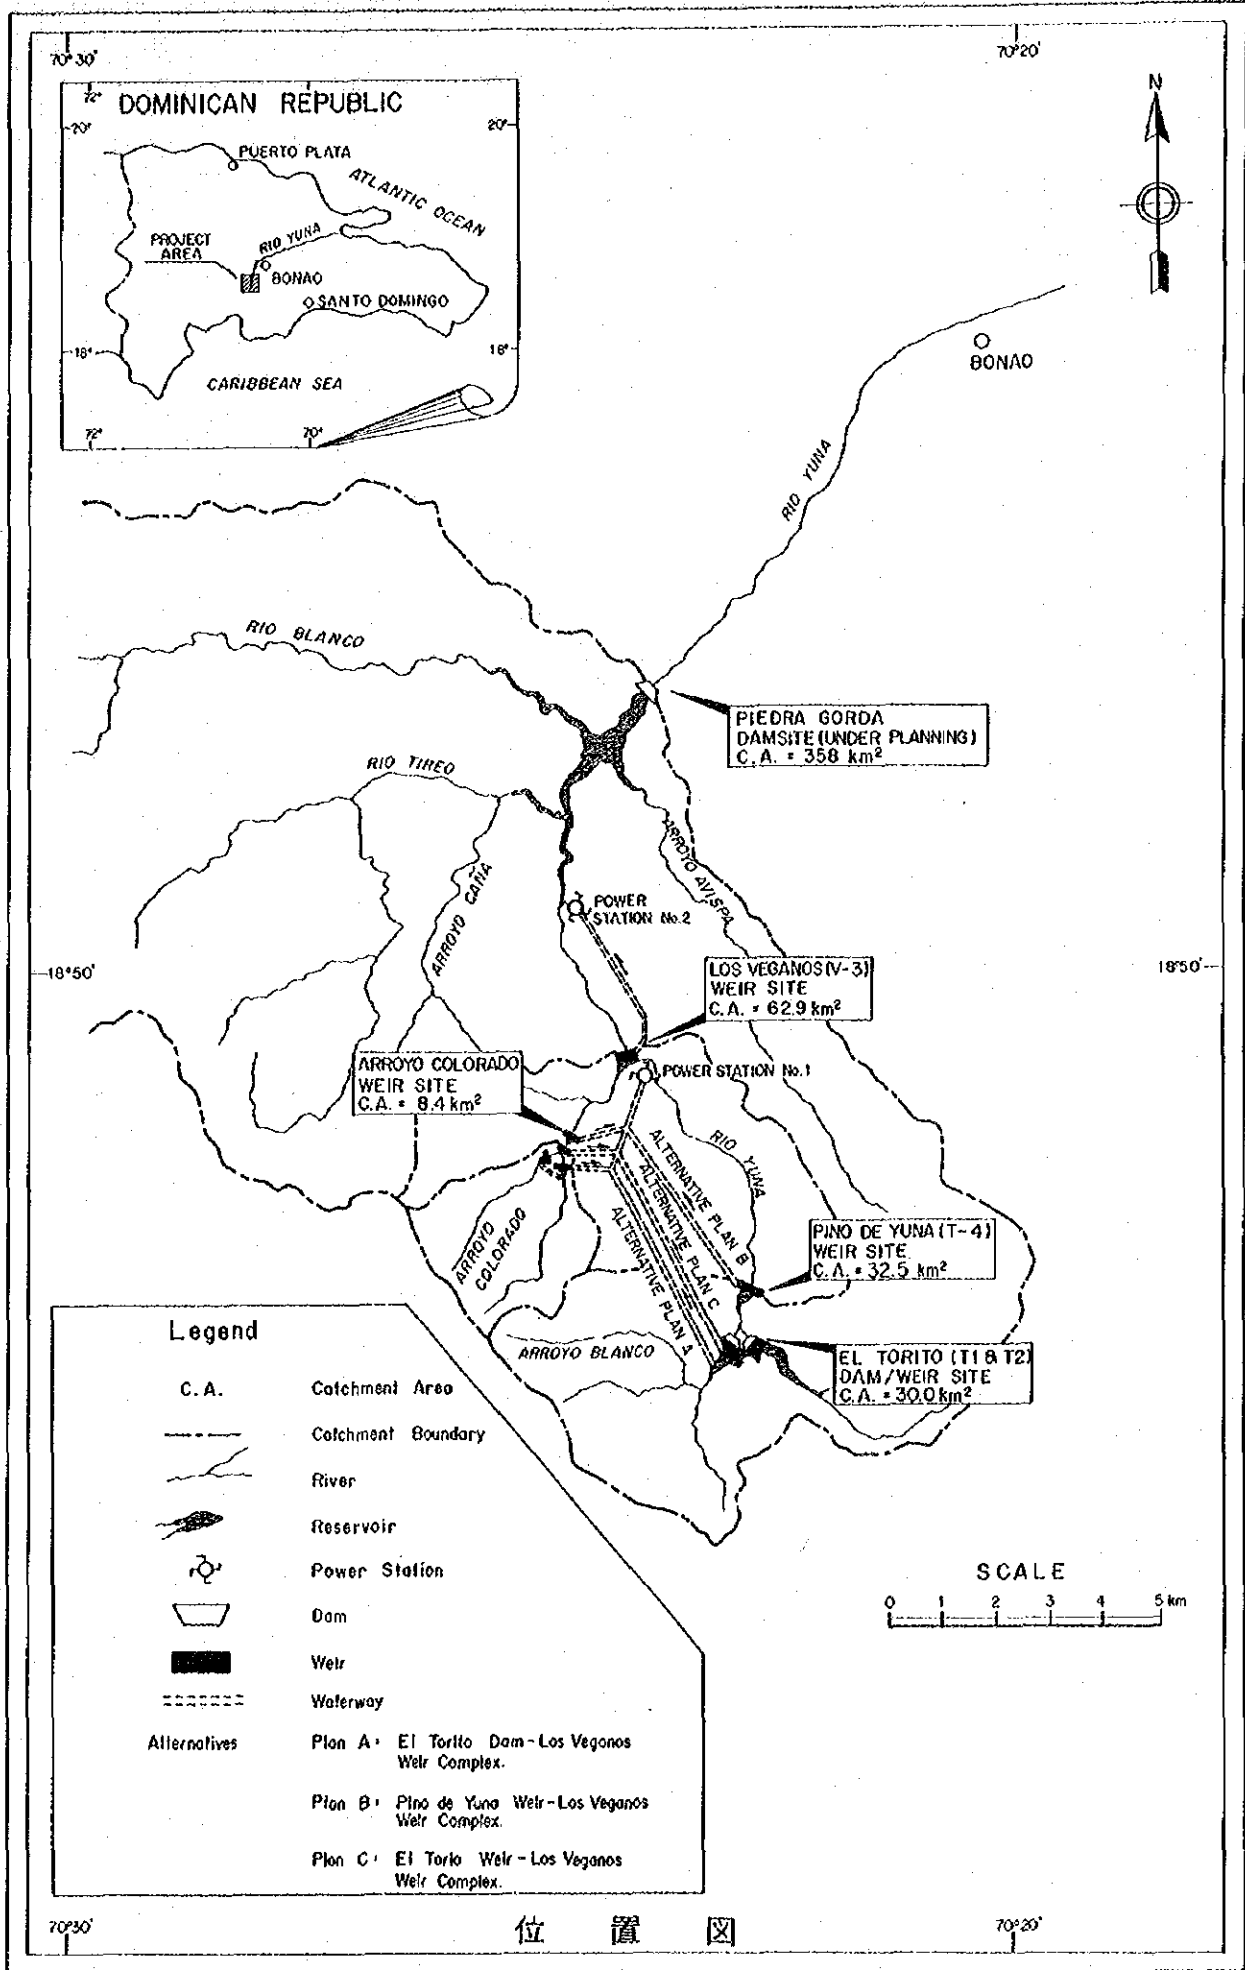 70°30'
70°20'
N
72°
DOMINICAN REPUBLIC
20°
20°
PUERTO PLATA
ATLANTIC OCEAN
RIO YUNA
PROJECT
AREA
BONAO
SANTO DOMINGO
18°
18°
CARIBBEAN SEA
72°
70°
BONAO
RIO YUNA
RIO BLANCO
PIEDRA GORDA
DAMSITE (UNDER PLANNING)
C.A. = 358 km²
RIO TIREO
ARROYO AVISPA
ARROYO CAÑA
POWER
STATION No.2
18°50'
18°50'
LOS VEGANOS (V-3)
WEIR SITE
C.A. = 62.9 km²
ARROYO COLORADO
WEIR SITE
C.A. = 8.4 km²
POWER STATION No.1
RIO YUNA
ALTERNATIVE PLAN B
ALTERNATIVE PLAN C
ALTERNATIVE PLAN A
ARROYO
COLORADO
PINO DE YUNA (T-4)
WEIR SITE
C.A. = 32.5 km²
ARROYO BLANCO
EL TORITO (T1 & T2)
DAM/WEIR SITE
C.A. = 30.0 km²
Legend
C.A. Catchment Area
Catchment Boundary
River
Reservoir
Power Station
Dam
Weir
Waterway
Alternatives Plan A: El Torito Dam-Los Veganos
Weir Complex.
Plan B: Pino de Yuna Weir-Los Veganos
Weir Complex.
Plan C: El Torio Weir-Los Veganos
Weir Complex.
SCALE
0 1 2 3 4 5 km
70°30'
位置図
70°20'